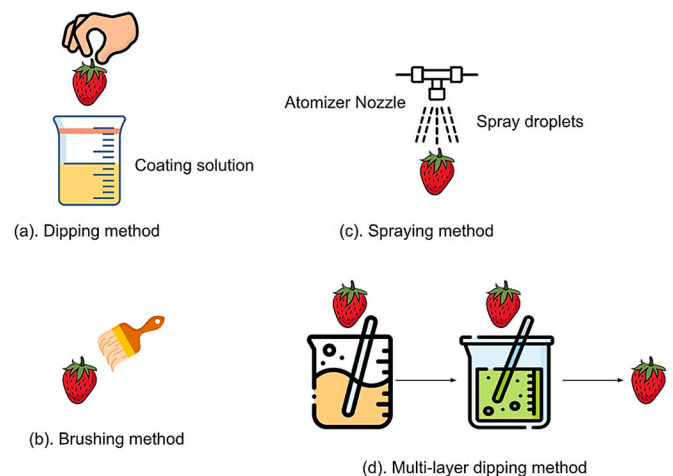 Coating solution
(a). Dipping method
Atomizer Nozzle
Spray droplets
(c). Spraying method
(b). Brushing method
(d). Multi-layer dipping method